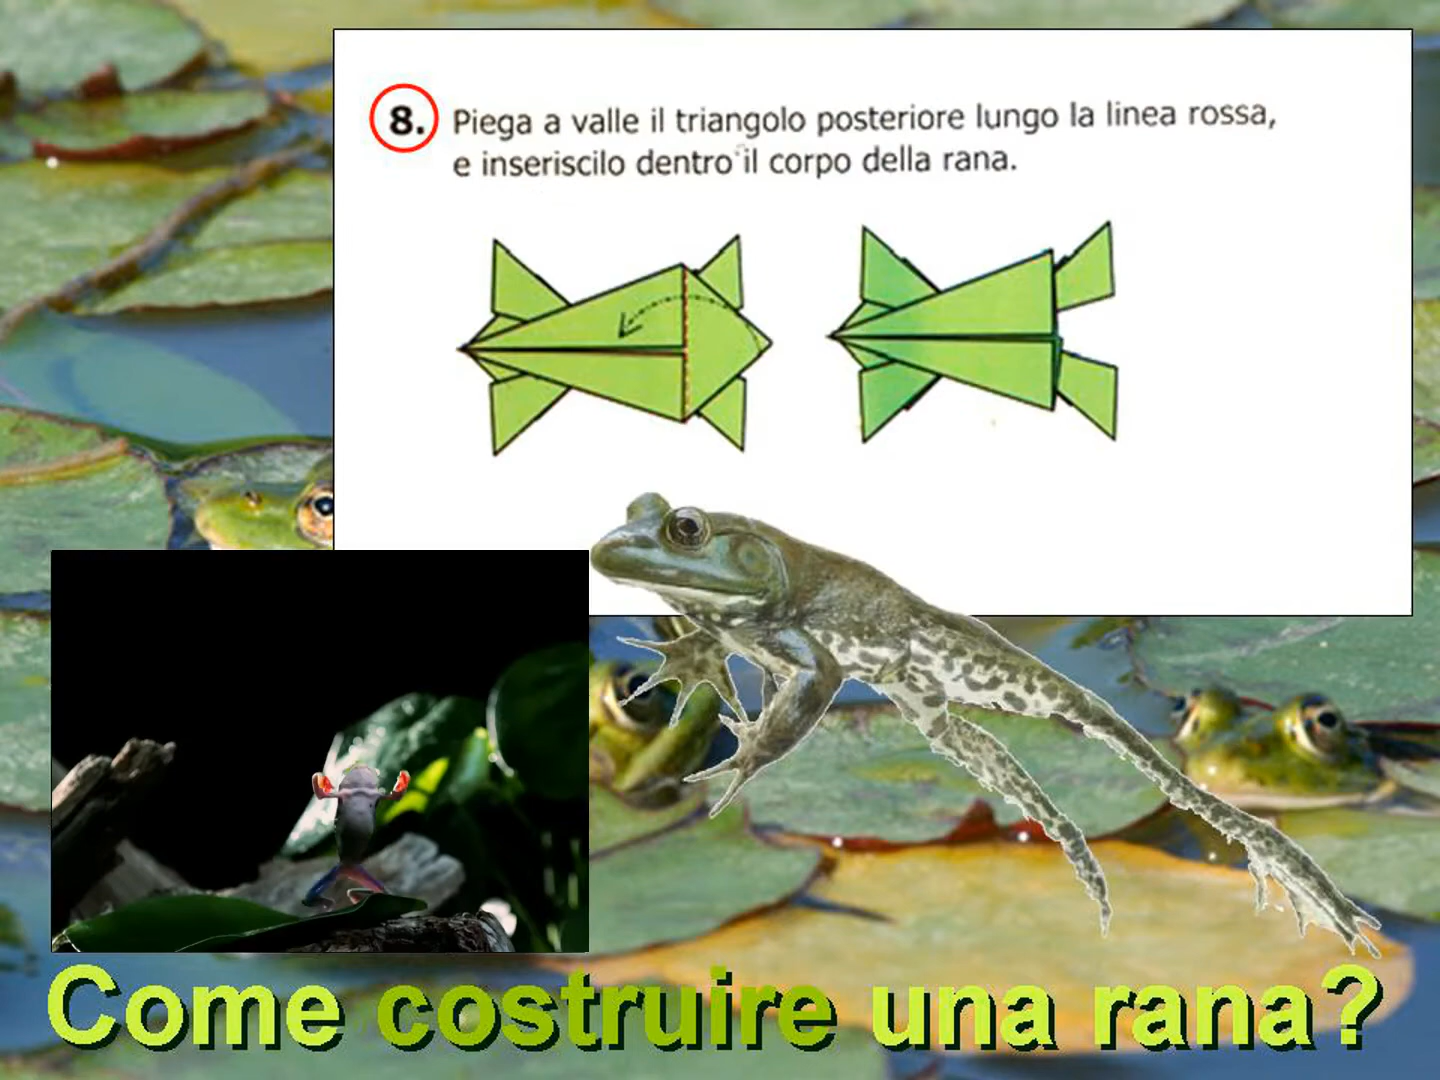 8. Piega a valle il triangolo posteriore lungo la linea rossa,
e inseriscilo dentro il corpo della rana.
Come costruire una rana?